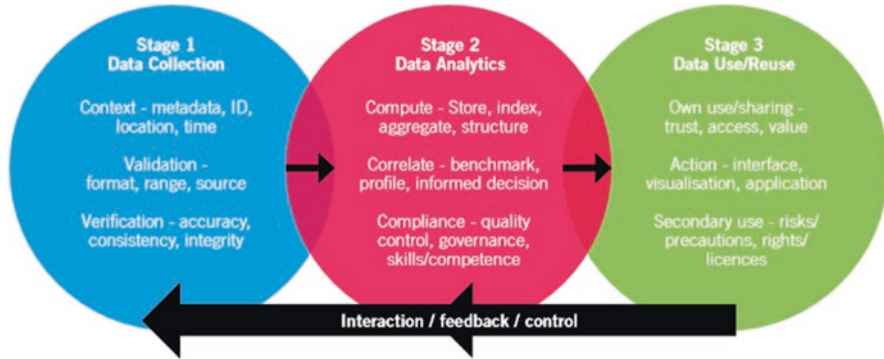 Stage 1
Data Collection
Context - metadata, ID,
location, time
Validation -
format, range, source
Verification - accuracy,
consistency, integrity
Stage 2
Data Analytics
Compute - Store, index,
aggregate, structure
Correlate - benchmark,
profile, informed decision
Compliance - quality
control, governance,
skills/competence
Stage 3
Data Use/Reuse
Own use/sharing -
trust, access, value
Action - interface,
visualisation, application
Secondary use - risks/
precautions, rights/
licences
Interaction / feedback / control